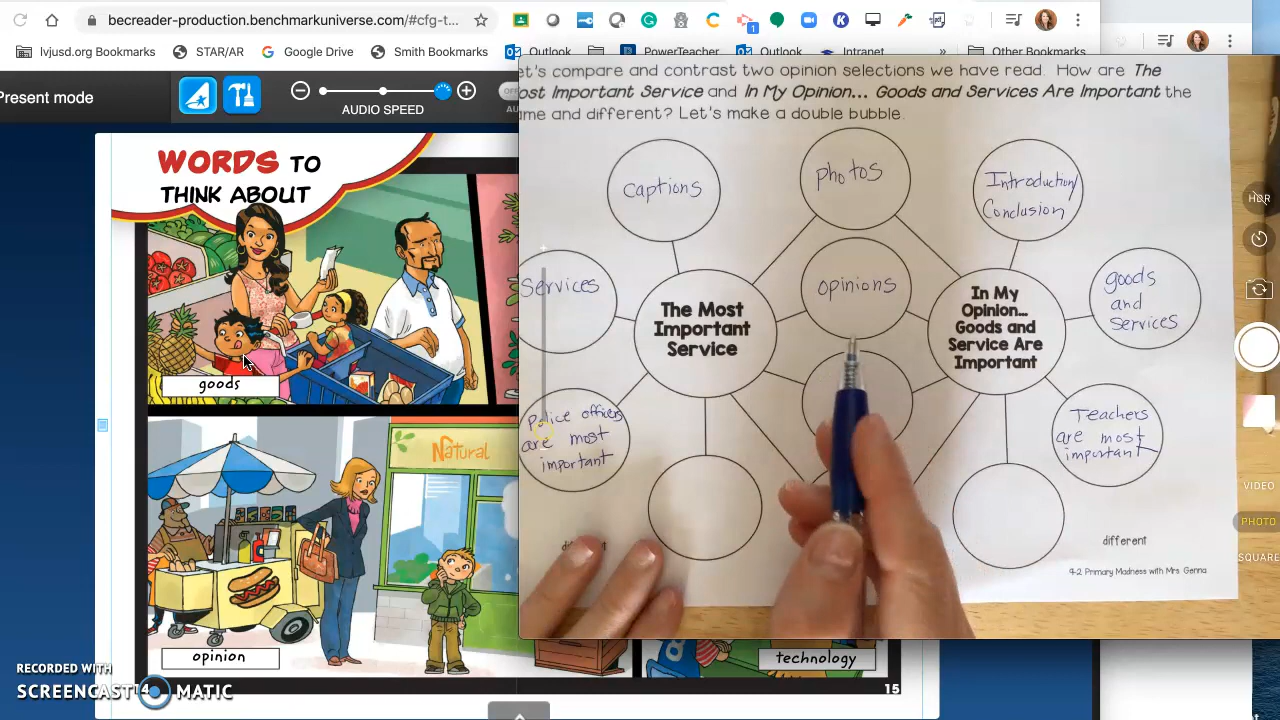 becreader-production.benchmarkuniverse.com/#cfg-t...
lvjusd.org Bookmarks
STAR/AR
Google Drive
Smith Bookmarks
Outlook
PowerTeacher
Outlook
Intranet
»
Other Bookmarks
Present mode
AUDIO SPEED
WORDS TO
THINK ABOUT
goods
Natural
opinion
technology
15
RECORDED WITH
SCREENCAST MATIC
et's compare and contrast two opinion selections we have read. How are The
ost Important Service and In My Opinion... Goods and Services Are Important the
ame and different? Let's make a double bubble.
captions
photos
Introduction/
Conclusion
Services
opinions
goods
and
services
The Most
Important
Service
In My
Opinion...
Goods and
Service Are
Important
Police officers
are most
important
Teachers
are most
important
different
different
4-2 Primary Madness with Mrs. Genna
HDR
VIDEO
PHOTO
SQUARE